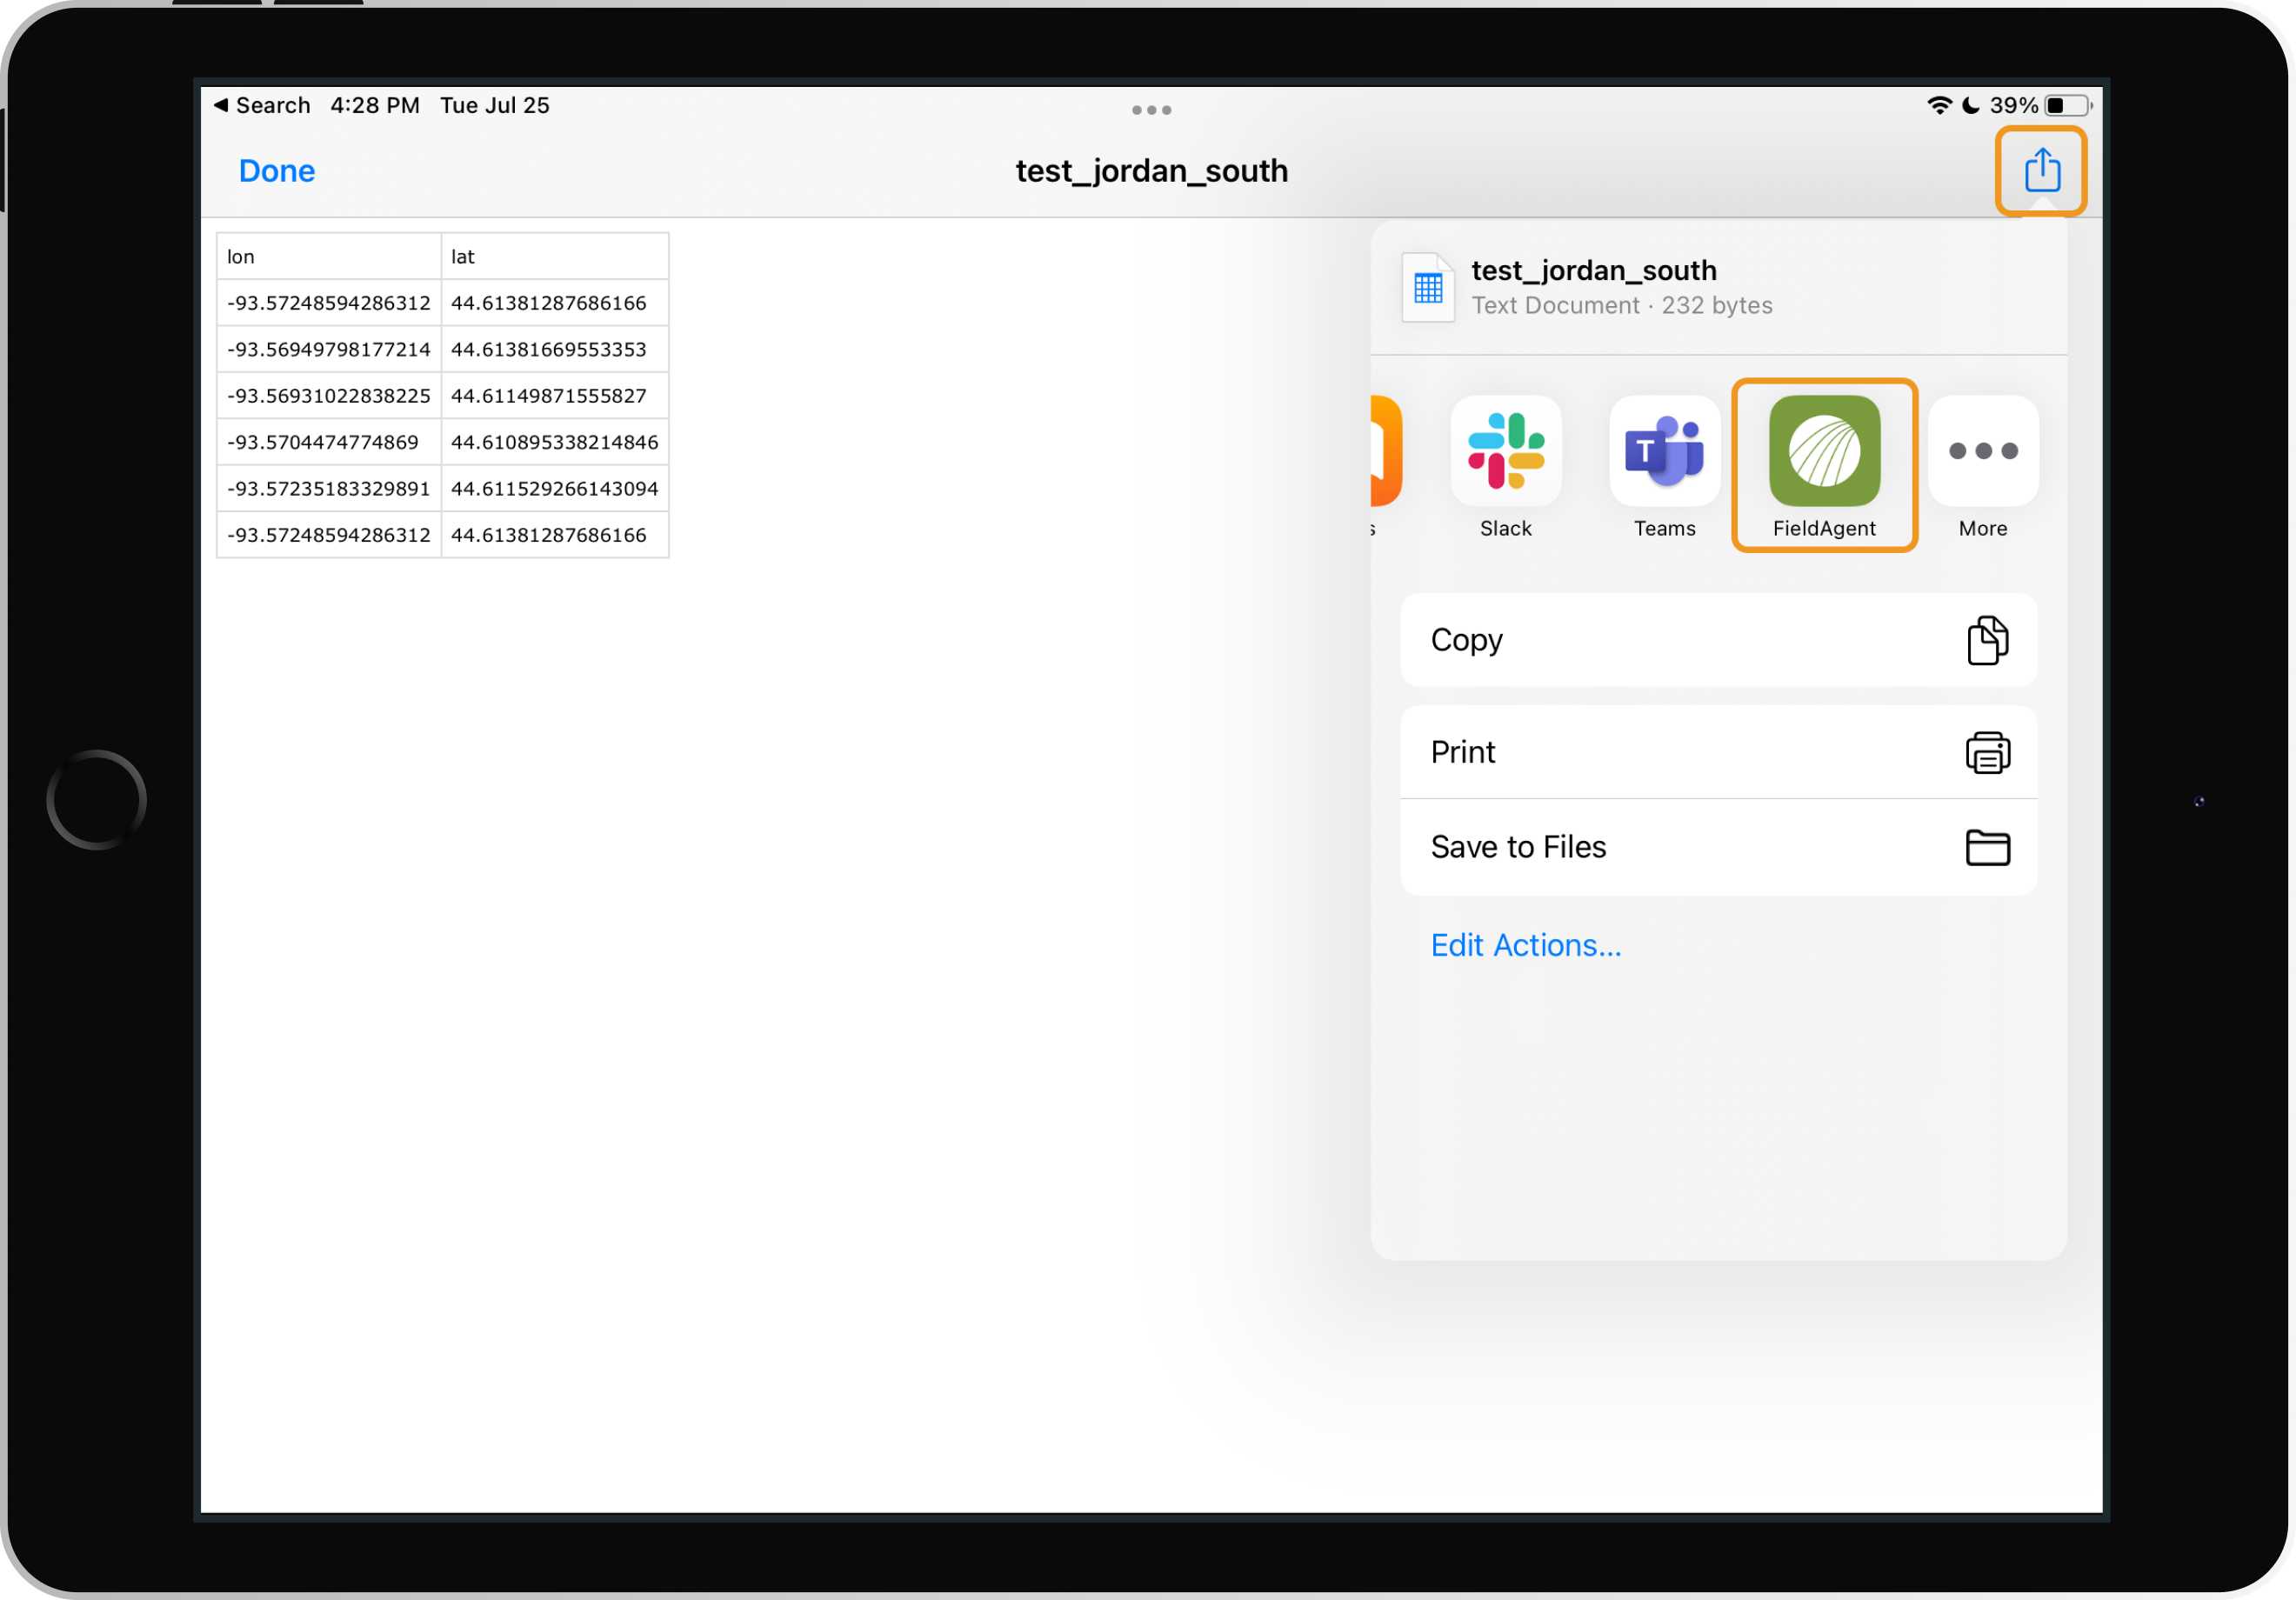 ◀ Search 4:28 PM Tue Jul 25
39%
Done
test_jordan_south
lon lat
-93.57248594286312 44.61381287686166
-93.56949798177214 44.61381669553353
-93.56931022838225 44.61149871555827
-93.5704474774869 44.610895338214846
-93.57235183329891 44.611529266143094
-93.57248594286312 44.61381287686166
test_jordan_south
Text Document · 232 bytes
s
Slack
T
Teams
FieldAgent
More
Copy
Print
Save to Files
Edit Actions...